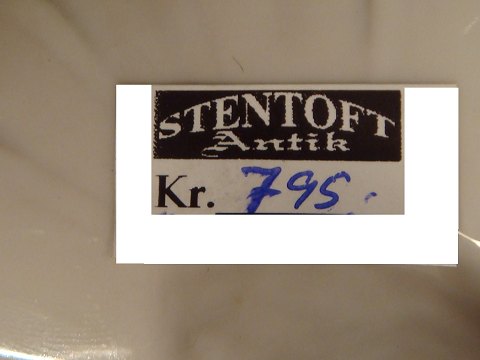 STENTOFT
Antik
Kr. 795